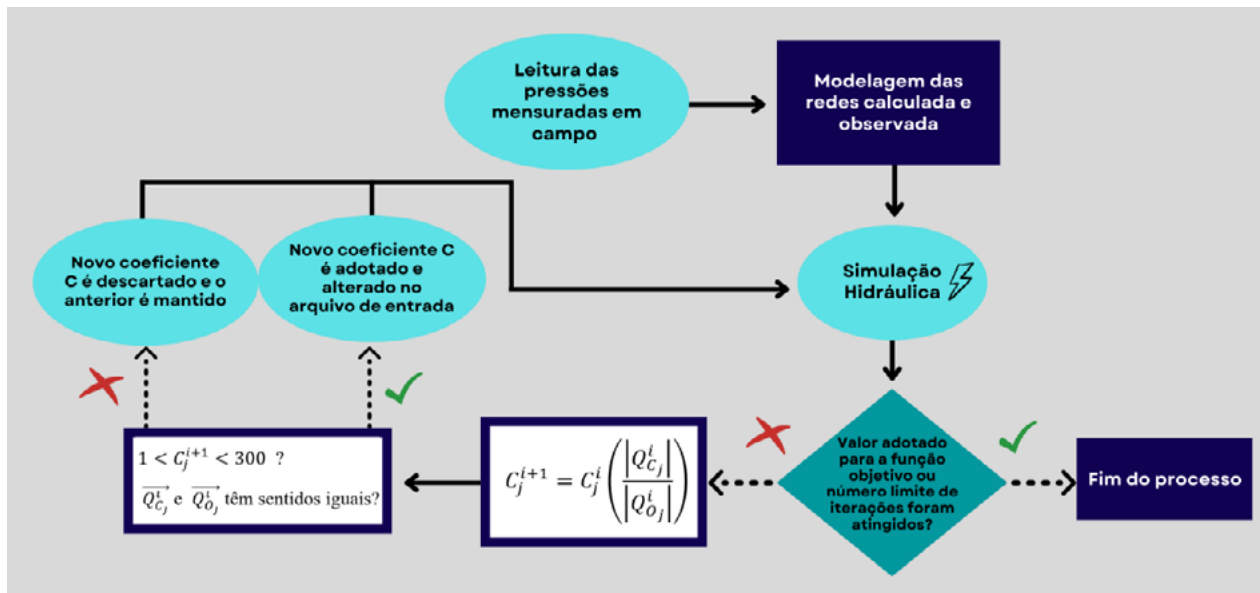 Leitura das
pressões
mensuradas em
campo
Modelagem das
redes calculada e
observada
Simulação
Hidráulica
Valor adotado
para a função
objetivo ou
número limite de
iterações foram
atingidos?
Fim do processo
C_j^{i+1} = C_j^i (|Q_{C_j}^i| / |Q_{O_j}^i|)
1 < C_j^{i+1} < 300 ?
\overrightarrow{Q_{C_j}^i} e \overrightarrow{Q_{O_j}^i} têm sentidos iguais?
Novo coeficiente
C é descartado e o
anterior é mantido
Novo coeficiente C
é adotado e
alterado no
arquivo de entrada